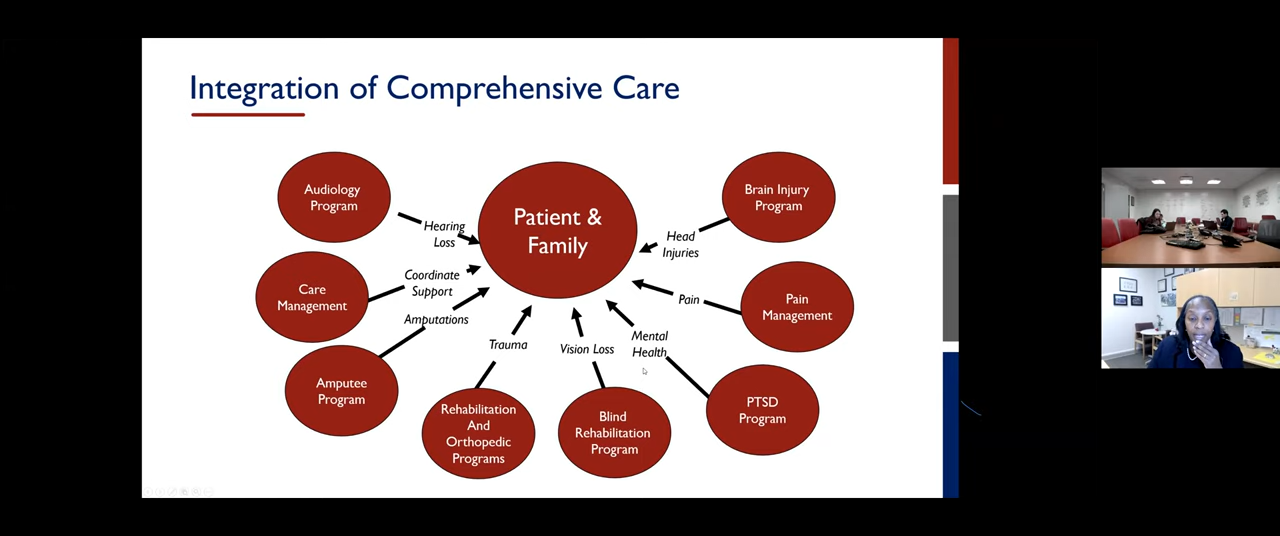 Integration of Comprehensive Care
Audiology
Program
Hearing
Loss
Patient &
Family
Brain Injury
Program
Head
Injuries
Care
Management
Coordinate
Support
Pain
Pain
Management
Amputee
Program
Amputations
Trauma
Rehabilitation
And
Orthopedic
Programs
Vision Loss
Blind
Rehabilitation
Program
Mental
Health
PTSD
Program